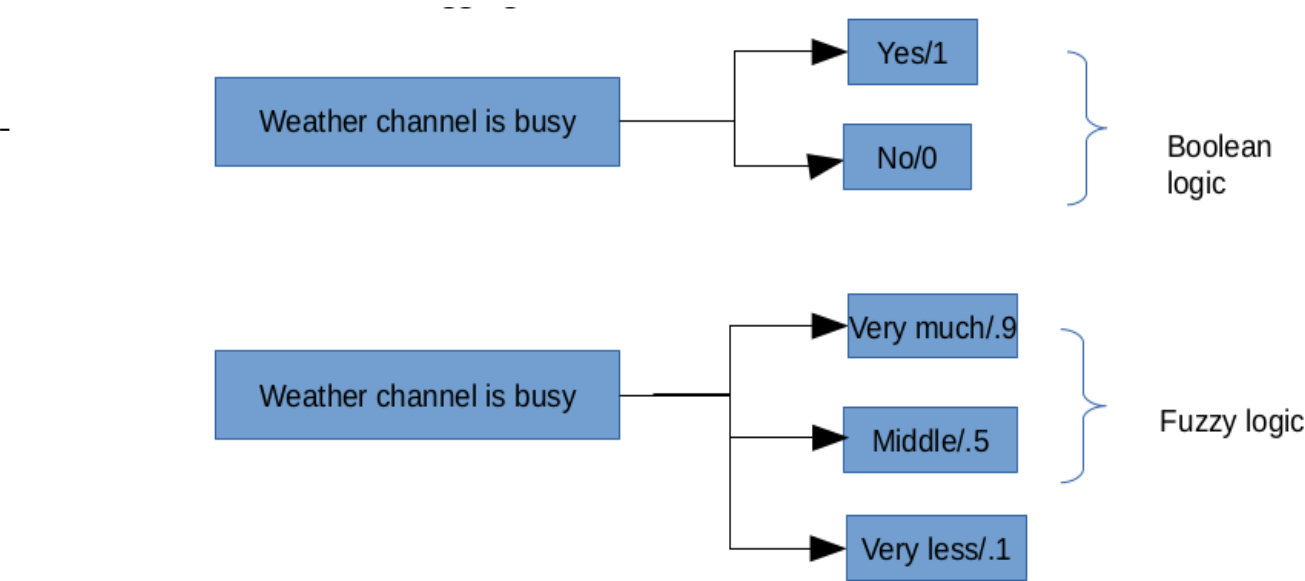 Weather channel is busy
Yes/1
No/0
Boolean
logic
Weather channel is busy
Very much/.9
Middle/.5
Very less/.1
Fuzzy logic